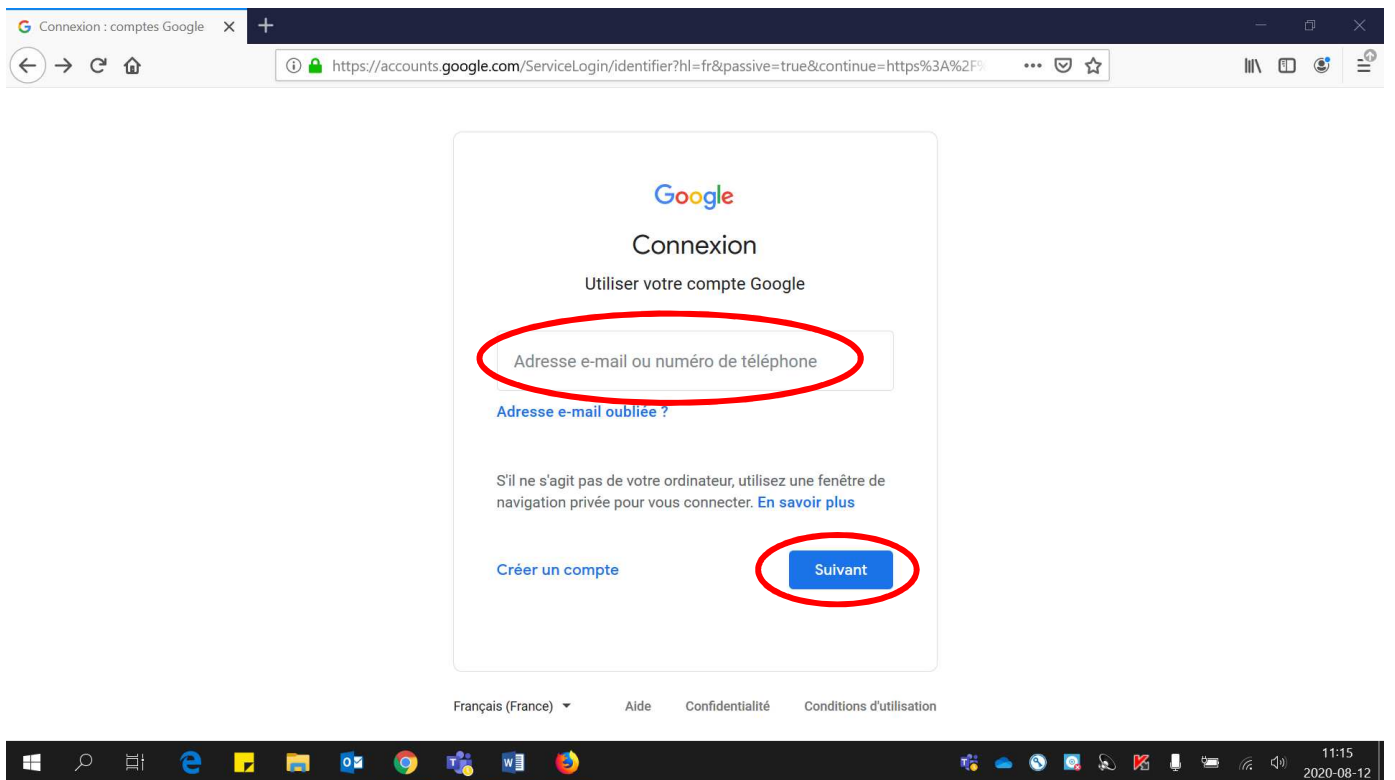 Connexion : comptes Google
https://accounts.google.com/ServiceLogin/identifier?hl=fr&passive=true&continue=https%3A%2F%
Google
Connexion
Utiliser votre compte Google
Adresse e-mail ou numéro de téléphone
Adresse e-mail oubliée ?
S'il ne s'agit pas de votre ordinateur, utilisez une fenêtre de
navigation privée pour vous connecter. En savoir plus
Créer un compte
Suivant
Français (France)
Aide
Confidentialité
Conditions d'utilisation
11:15
2020-08-12